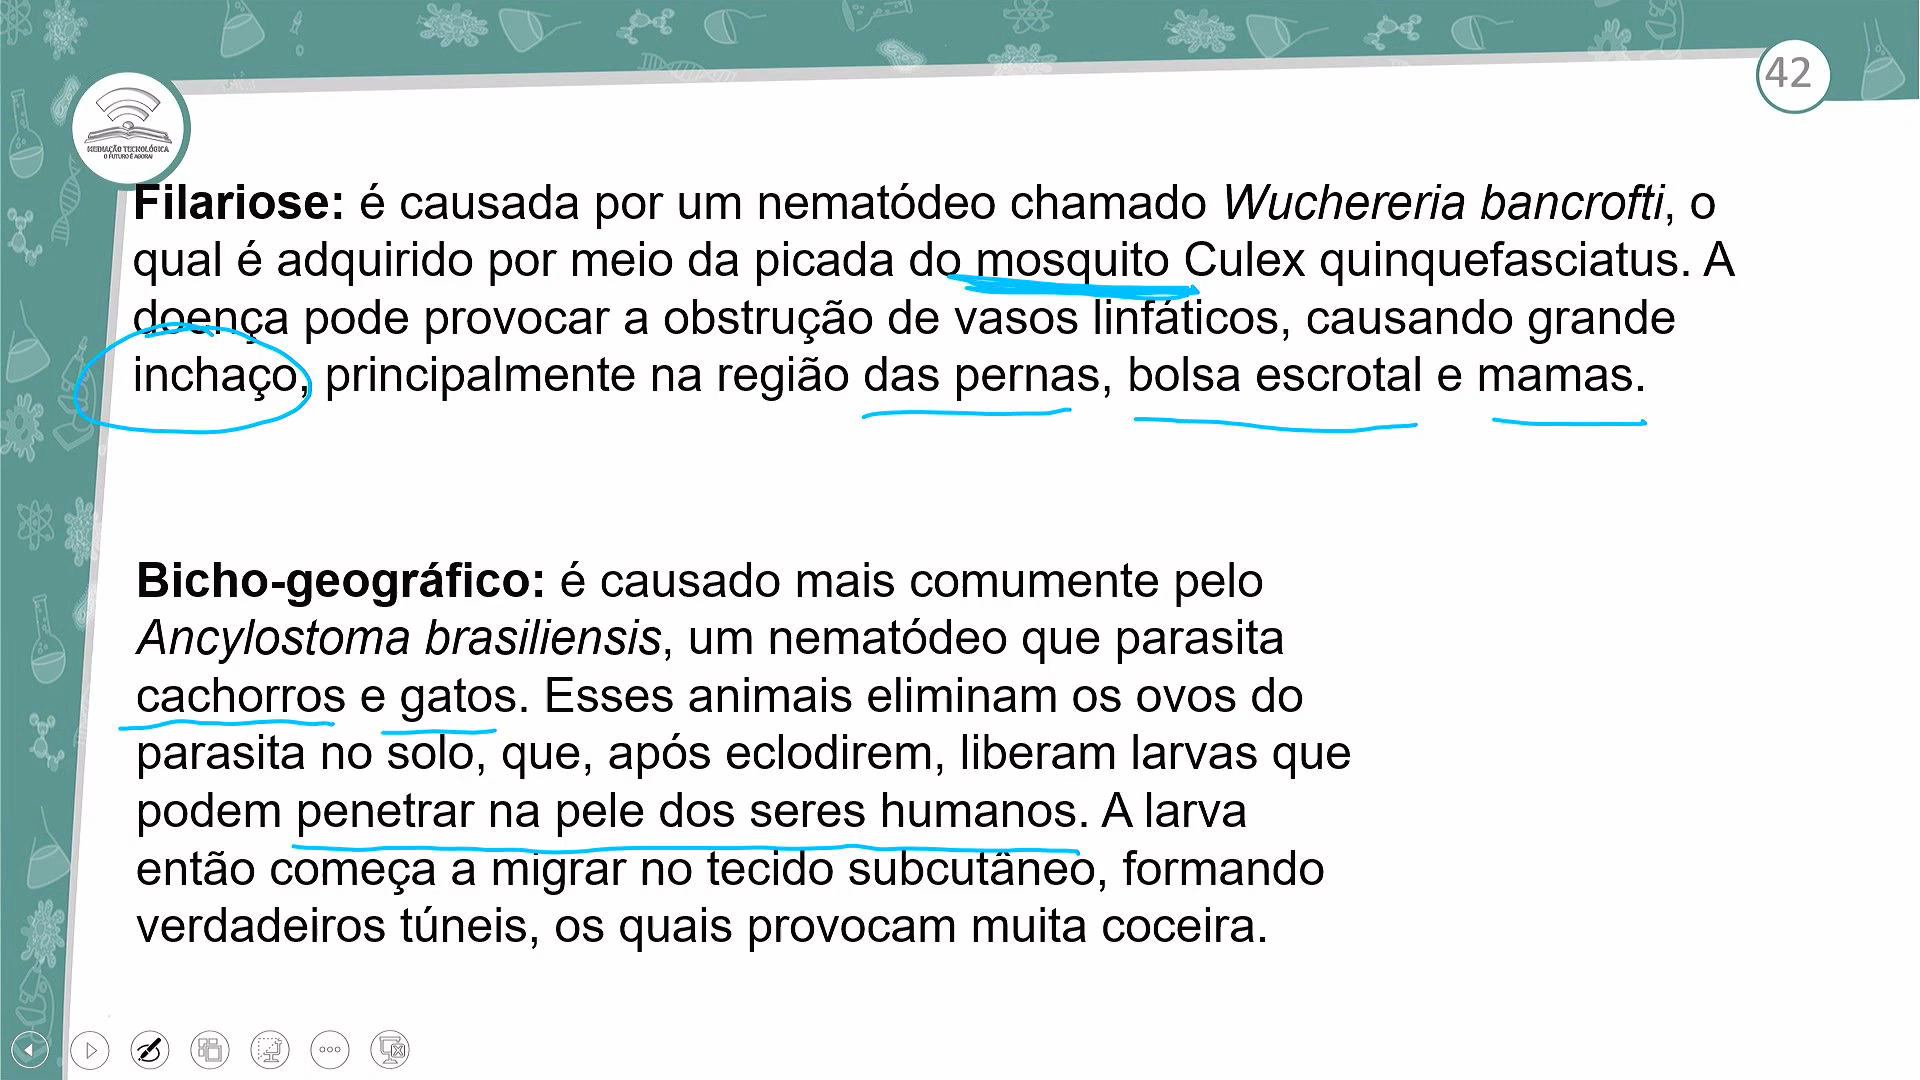 42
MEDIAÇÃO TECNOLÓGICA
O FUTURO É AGORA!
Filariose: é causada por um nematódeo chamado Wuchereria bancrofti, o
qual é adquirido por meio da picada do mosquito Culex quinquefasciatus. A
doença pode provocar a obstrução de vasos linfáticos, causando grande
inchaço, principalmente na região das pernas, bolsa escrotal e mamas.
Bicho-geográfico: é causado mais comumente pelo
Ancylostoma brasiliensis, um nematódeo que parasita
cachorros e gatos. Esses animais eliminam os ovos do
parasita no solo, que, após eclodirem, liberam larvas que
podem penetrar na pele dos seres humanos. A larva
então começa a migrar no tecido subcutâneo, formando
verdadeiros túneis, os quais provocam muita coceira.